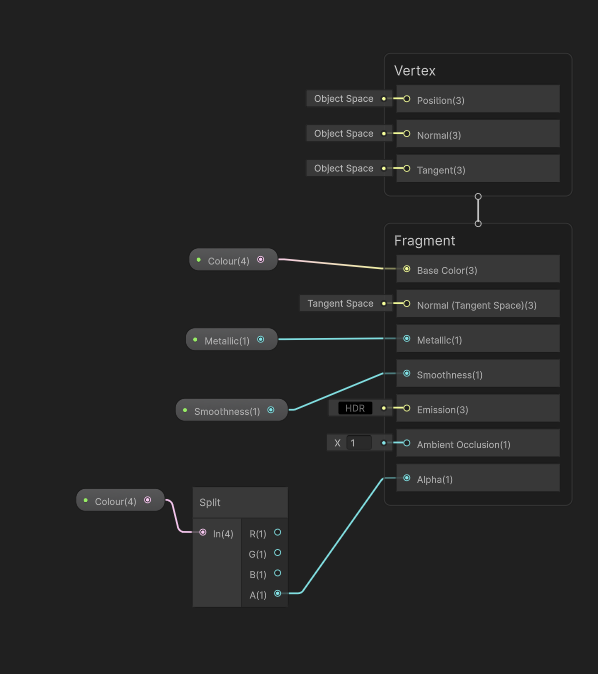 Vertex
Object Space Position(3)
Object Space Normal(3)
Object Space Tangent(3)
Fragment
Colour(4) Base Color(3)
Tangent Space Normal (Tangent Space)(3)
Metallic(1) Metallic(1)
Smoothness(1)
Smoothness(1) HDR Emission(3)
X 1 Ambient Occlusion(1)
Alpha(1)
Colour(4) Split
In(4) R(1)
G(1)
B(1)
A(1)